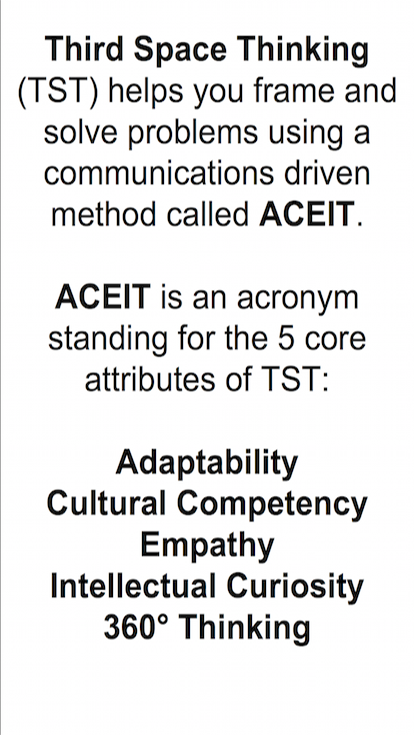 Third Space Thinking
(TST) helps you frame and
solve problems using a
communications driven
method called ACEIT.
ACEIT is an acronym
standing for the 5 core
attributes of TST:
Adaptability
Cultural Competency
Empathy
Intellectual Curiosity
360° Thinking